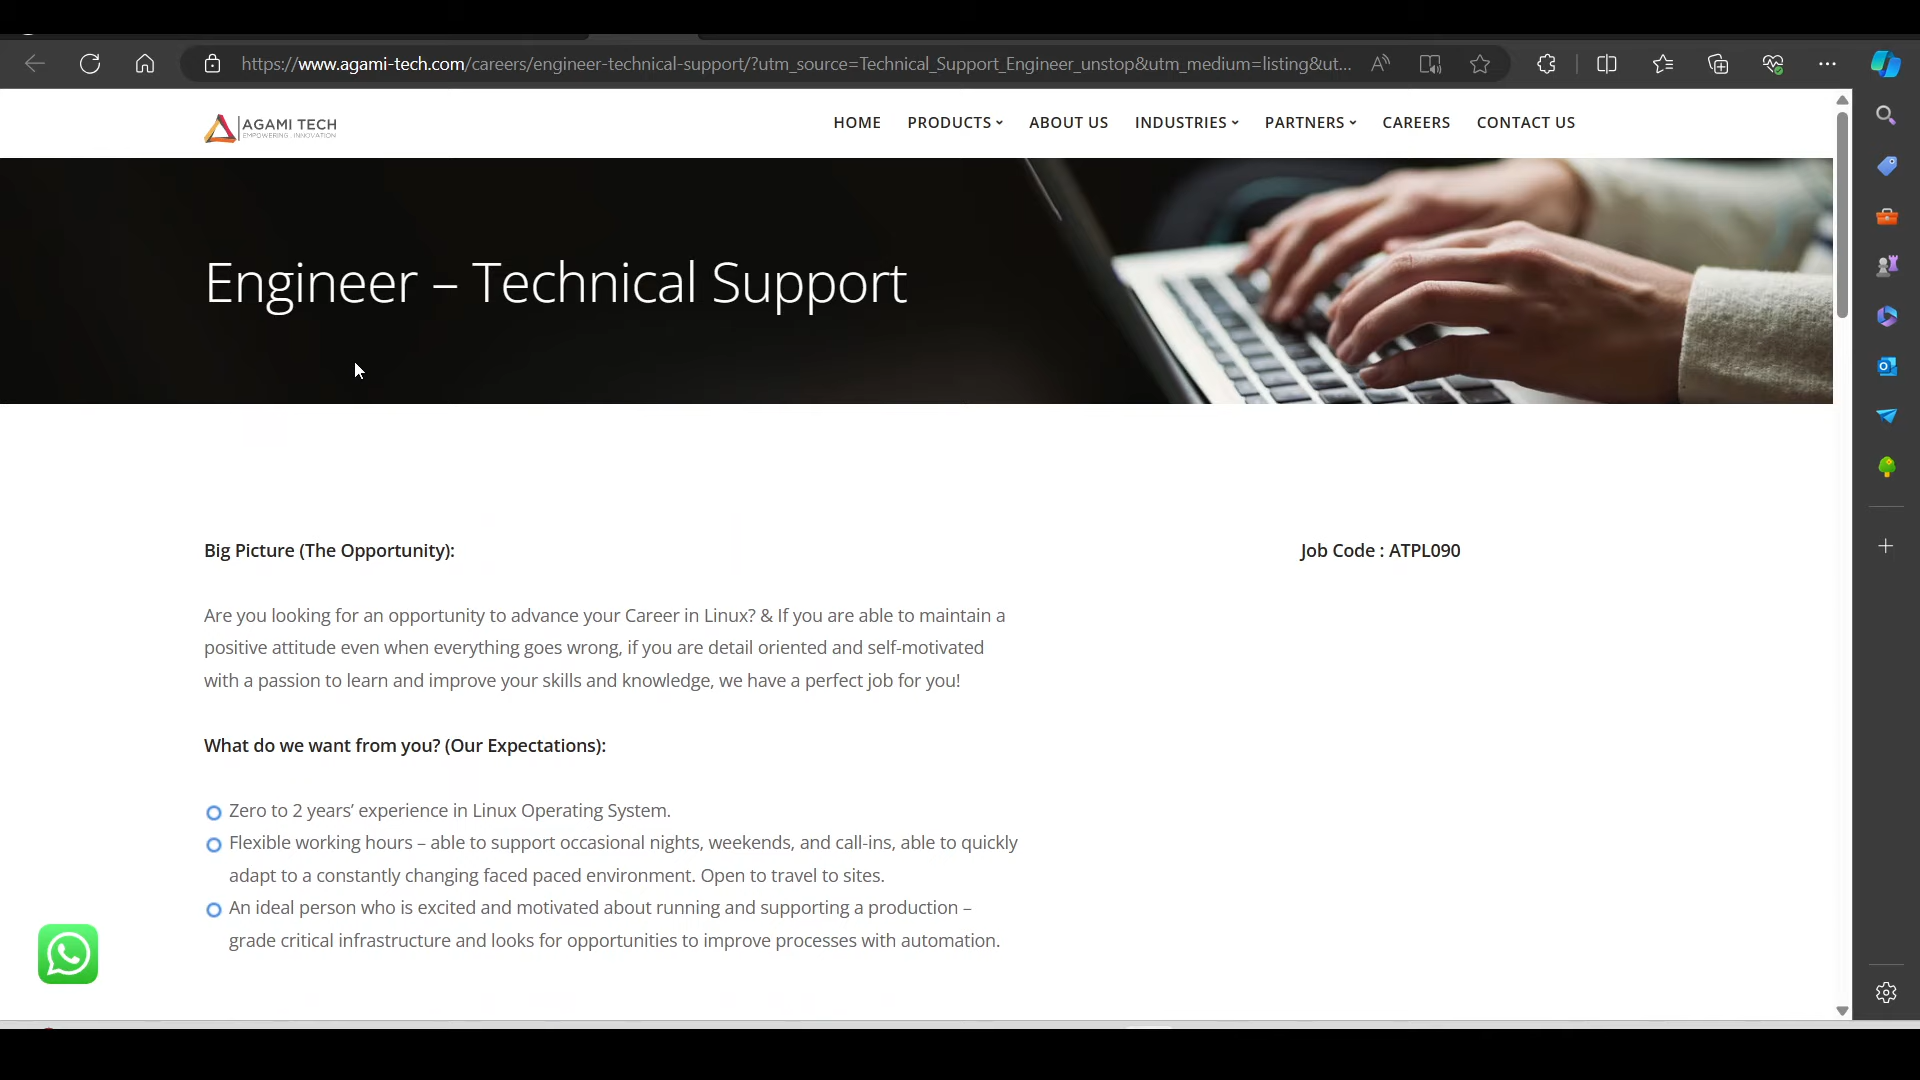 https://www.agami-tech.com/careers/engineer-technical-support/?utm_source=Technical_Support_Engineer_unstop&utm_medium=listing&ut...
AGAMI TECH
EMPOWERING INNOVATION
HOME PRODUCTS ABOUT US INDUSTRIES PARTNERS CAREERS CONTACT US
Engineer – Technical Support
Big Picture (The Opportunity):
Job Code : ATPL090
Are you looking for an opportunity to advance your Career in Linux? & If you are able to maintain a
positive attitude even when everything goes wrong, if you are detail oriented and self-motivated
with a passion to learn and improve your skills and knowledge, we have a perfect job for you!
What do we want from you? (Our Expectations):
Zero to 2 years’ experience in Linux Operating System.
Flexible working hours – able to support occasional nights, weekends, and call-ins, able to quickly
adapt to a constantly changing faced paced environment. Open to travel to sites.
An ideal person who is excited and motivated about running and supporting a production –
grade critical infrastructure and looks for opportunities to improve processes with automation.